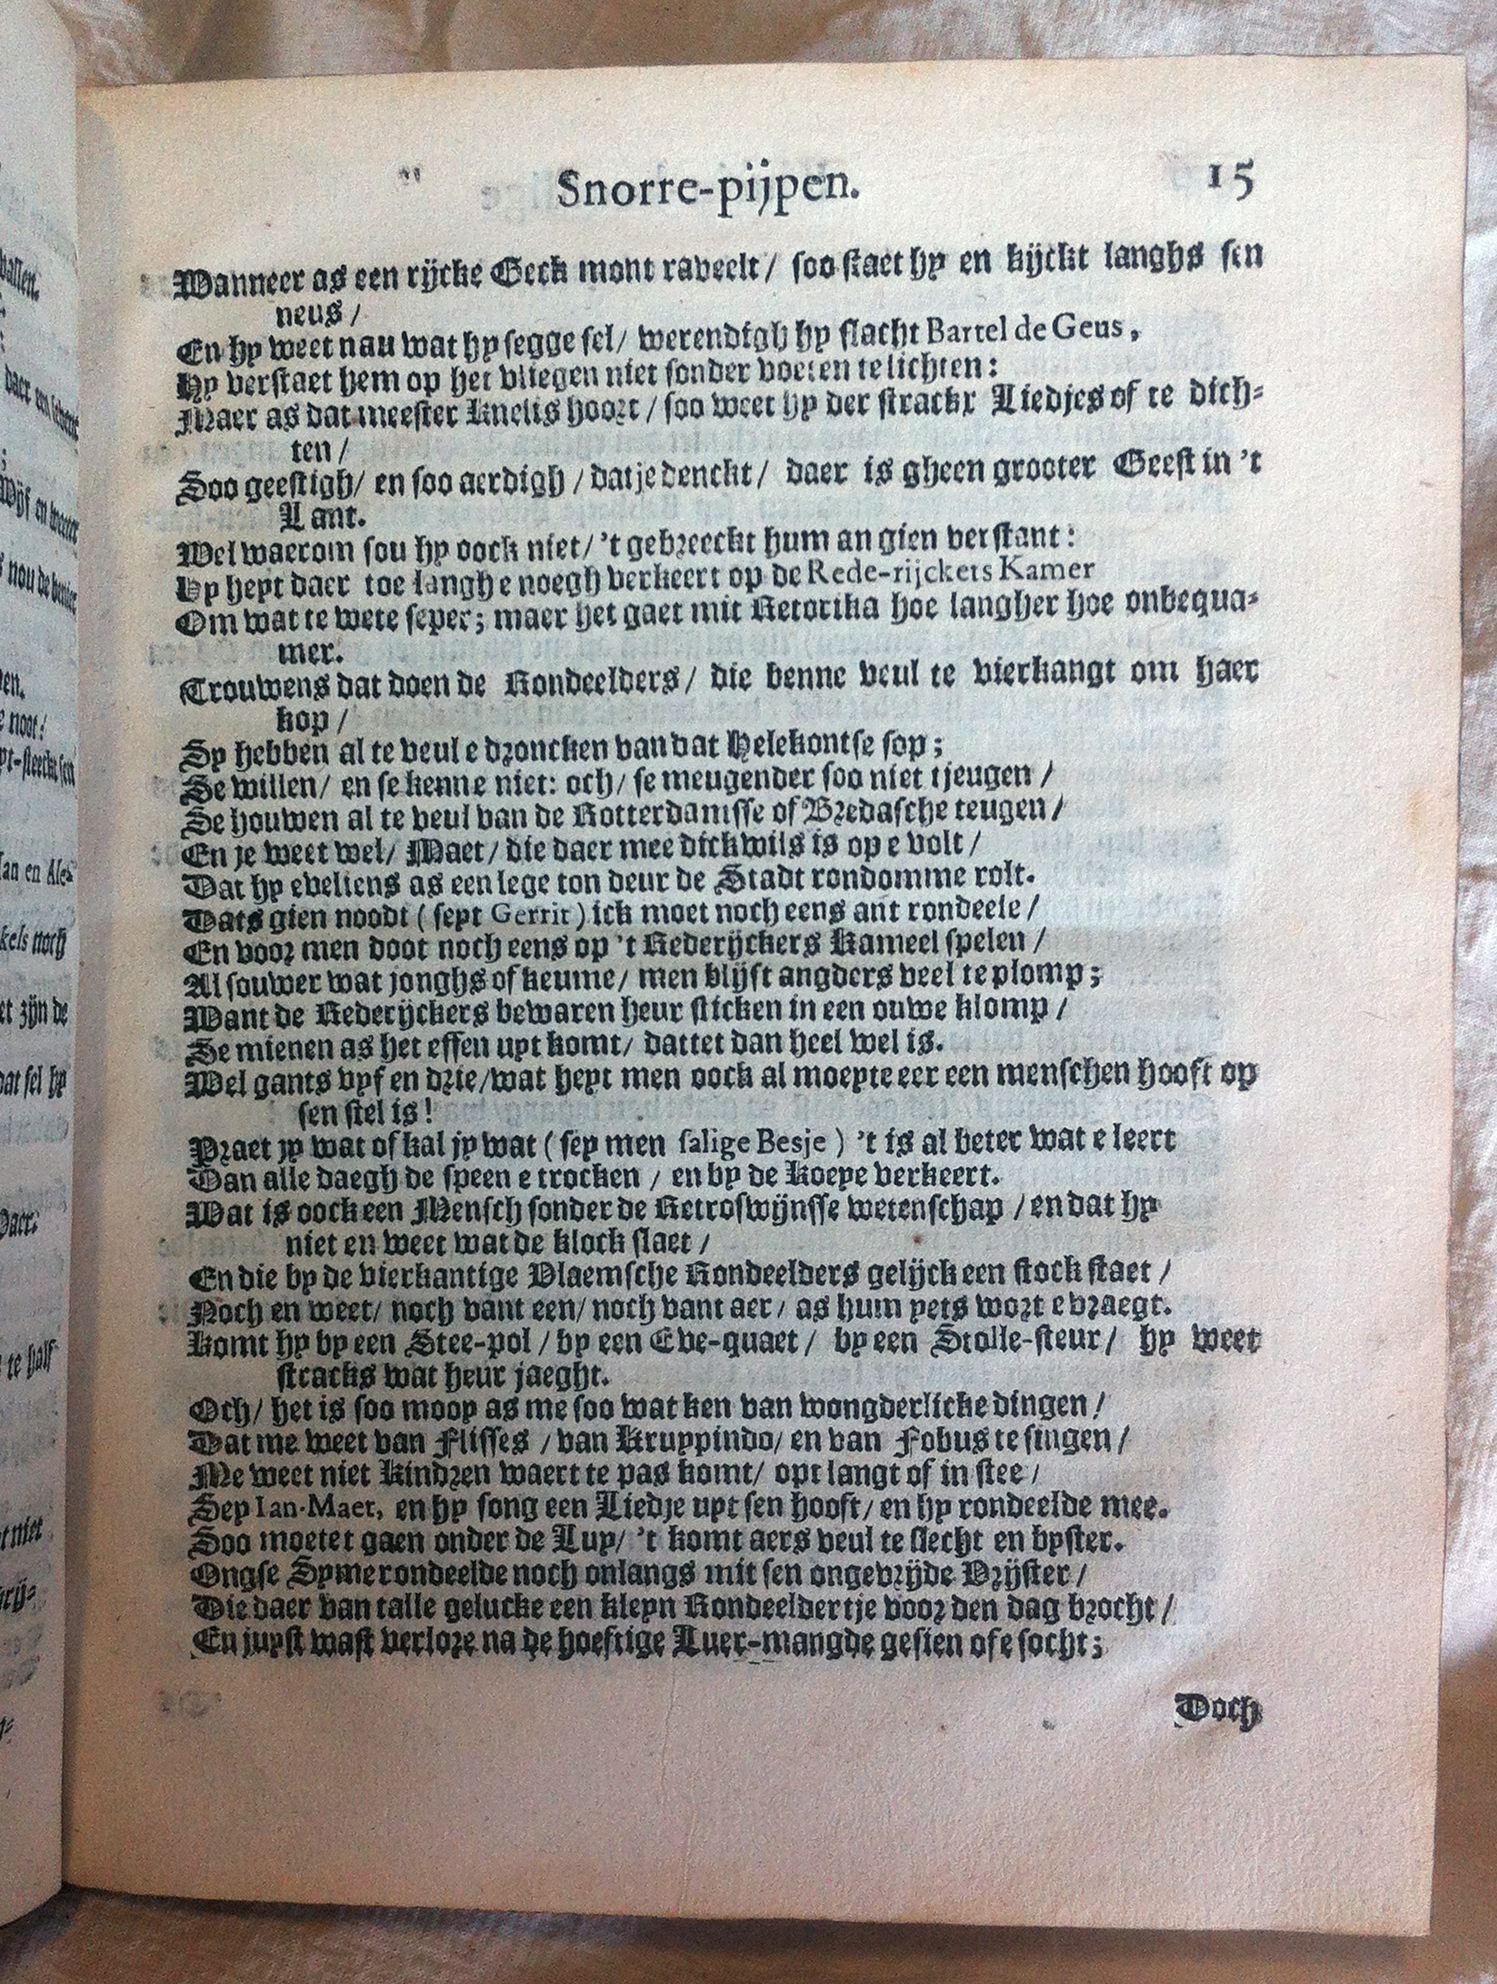 Snorre-pijpen. 15
Wanneer as een rijcke Geck mont raveelt / soo staet hy en kijckt langhs sen
neus /
En hy weet nau wat hy segge sel / werendigh hy slacht Bartel de Geus,
Hy verstaet hem op het vliegen niet sonder voeten te lichten:
Maer as dat meester Knelis hoort / soo weet hy der strackx Liedjes of te dich-
ten /
Soo geestigh / en soo aerdigh / datje denckt / daer is gheen grooter Geest in 't
Lant.
Wel waerom sou hy oock niet / 't gebreeckt hum an gien verstant:
Hy heyt daer toe langh e noegh verkeert op de Rede-rijckers Kamer
Om wat te wete seper; maer het gaet mit Retorika hoe langher hoe onbequa-
mer.
Trouwens dat doen de Rondeelders / die benne veul te vierkangt om haer
kop /
Sy hebben al te veul e droncken van dat Helekontse sop;
Se willen / en se kenne niet: och / se meugender soo niet tjeugen /
Se houwen al te veul van de Rotterdamsse of Bredasche teugen /
En je weet wel / Maet / die daer mee dickwils is op e volt /
Dat hy eveliens as een lege ton deur de Stadt rondomme rolt.
Dats gien noodt ( seyt Gerrit ) ick moet noch eens ant rondeele /
En voor men doot noch eens op 't Rederijckers Kameel spelen /
Al souwer wat jonghs of keume / men blijft angders veel te plomp;
Want de Rederijckers bewaren heur sticken in een ouwe klomp /
Se mienen as het effen uyt komt / dattet dan heel wel is.
Wel gants vyf en drie / wat heyt men oock al moeyte eer een menschen hooft op
sen stel is!
Praet jy wat of kal jy wat ( sey men salige Besje ) 't is al beter wat e leert
Dan alle daegh de speen e trocken / en by de Koeye verkeert.
Wat is oock een Mensch sonder de Retroswijnsse wetenschap / en dat hy
niet en weet wat de klock slaet /
En die by de vierkantige Vlaemsche Rondeelders gelijck een stock staet /
Noch en weet / noch vant een / noch vant aer / as hum yets wort e vraegt.
Komt hy by een Stee-pol / by een Eve-quaet / by een Stolle-steur / hy weet
stracks wat heur jaeght.
Och / het is soo mooy as me soo wat ken van wongderlicke dingen /
Dat me weet van Flisses / van Kruppindo / en van Fobus te singen /
Me weet niet Kindren waert te pas komt / opt langt of in stee /
Sey Ian-Maet, en hy song een Liedje uyt sen hooft / en hy rondeelde mee.
Soo moetet gaen onder de Luy / 't komt aers veul te slecht en byster.
Ongse Syme rondeelde noch onlangs mit sen ongevrijde Vrijster /
Die daer van talle gelucke een kleyn Rondeeldertje voor den dag brocht /
En juyst wast verlore na de hoeftige Luer-mangde gesien ofe socht;
Doch